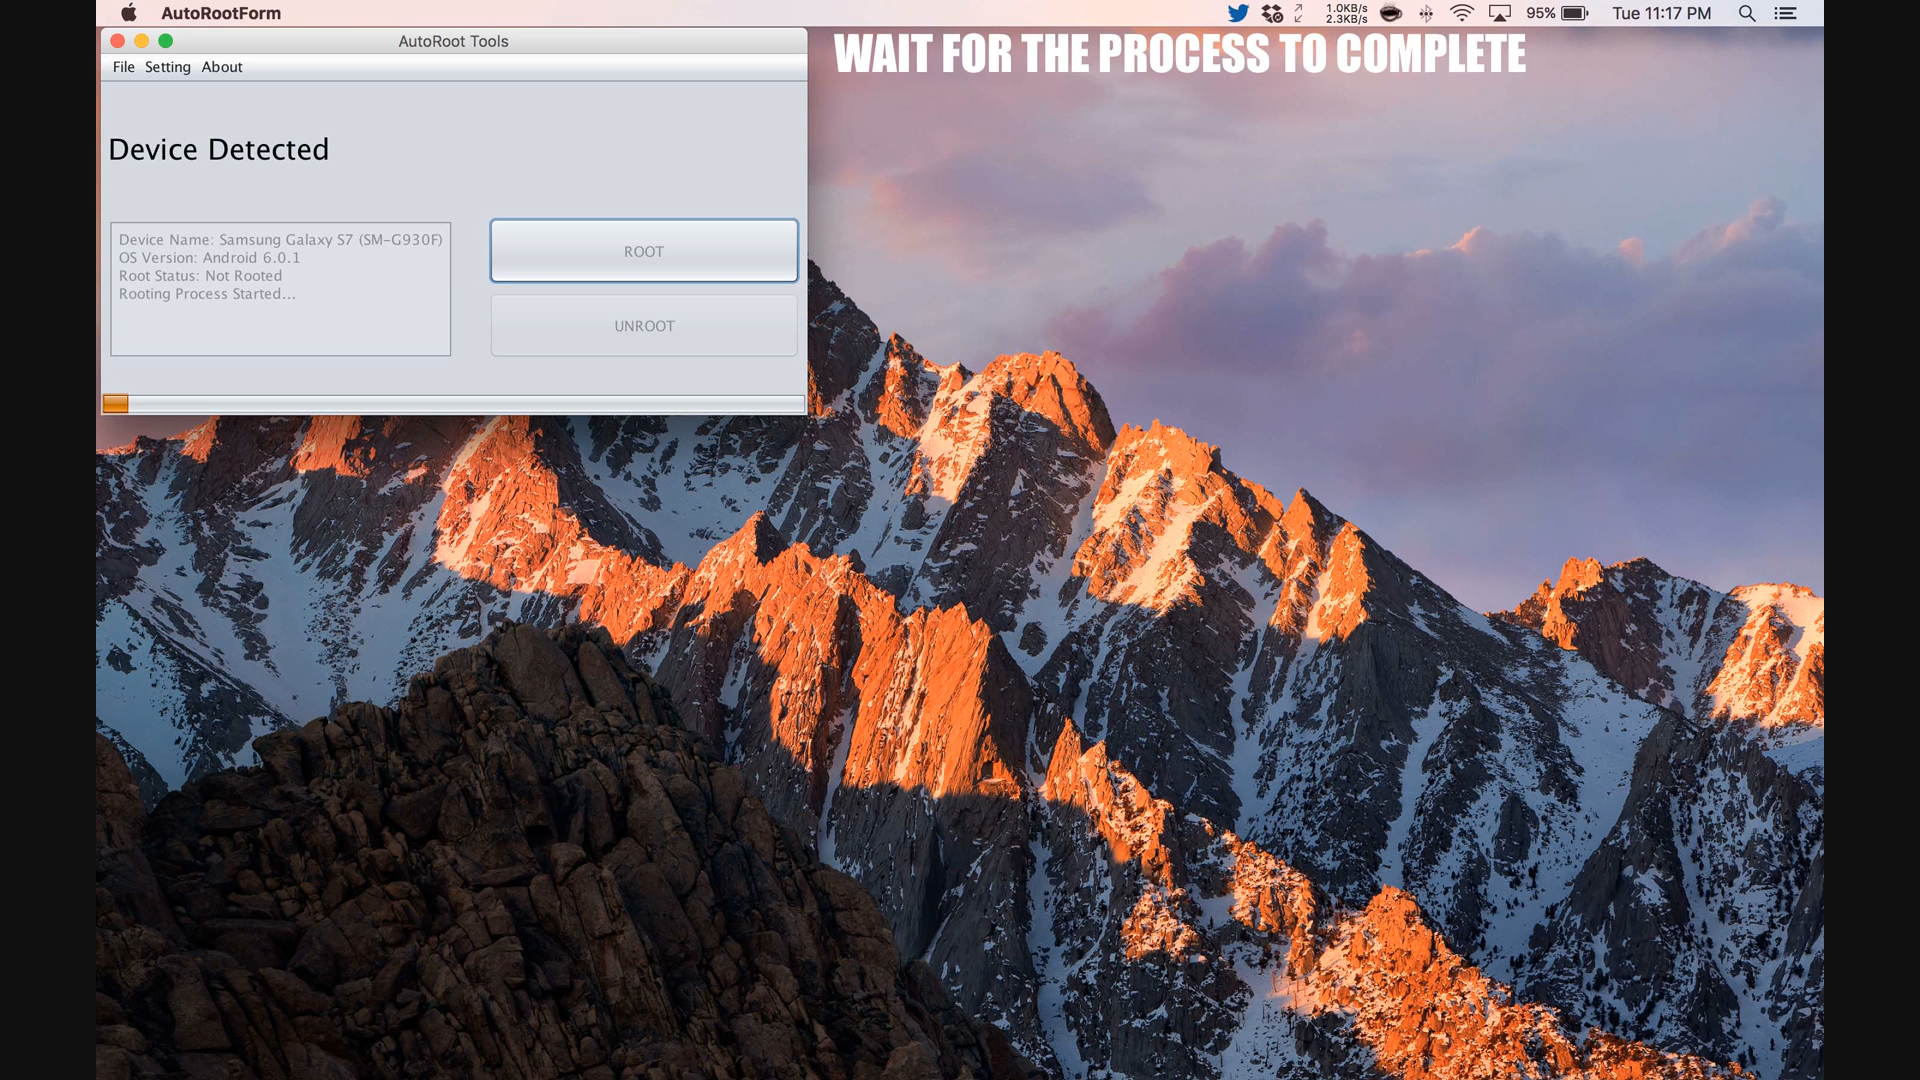 AutoRootForm
1.0KB/s
2.3KB/s
95%
Tue 11:17 PM
AutoRoot Tools
WAIT FOR THE PROCESS TO COMPLETE
File Setting About
Device Detected
Device Name: Samsung Galaxy S7 (SM-G930F)
OS Version: Android 6.0.1
Root Status: Not Rooted
Rooting Process Started...
ROOT
UNROOT